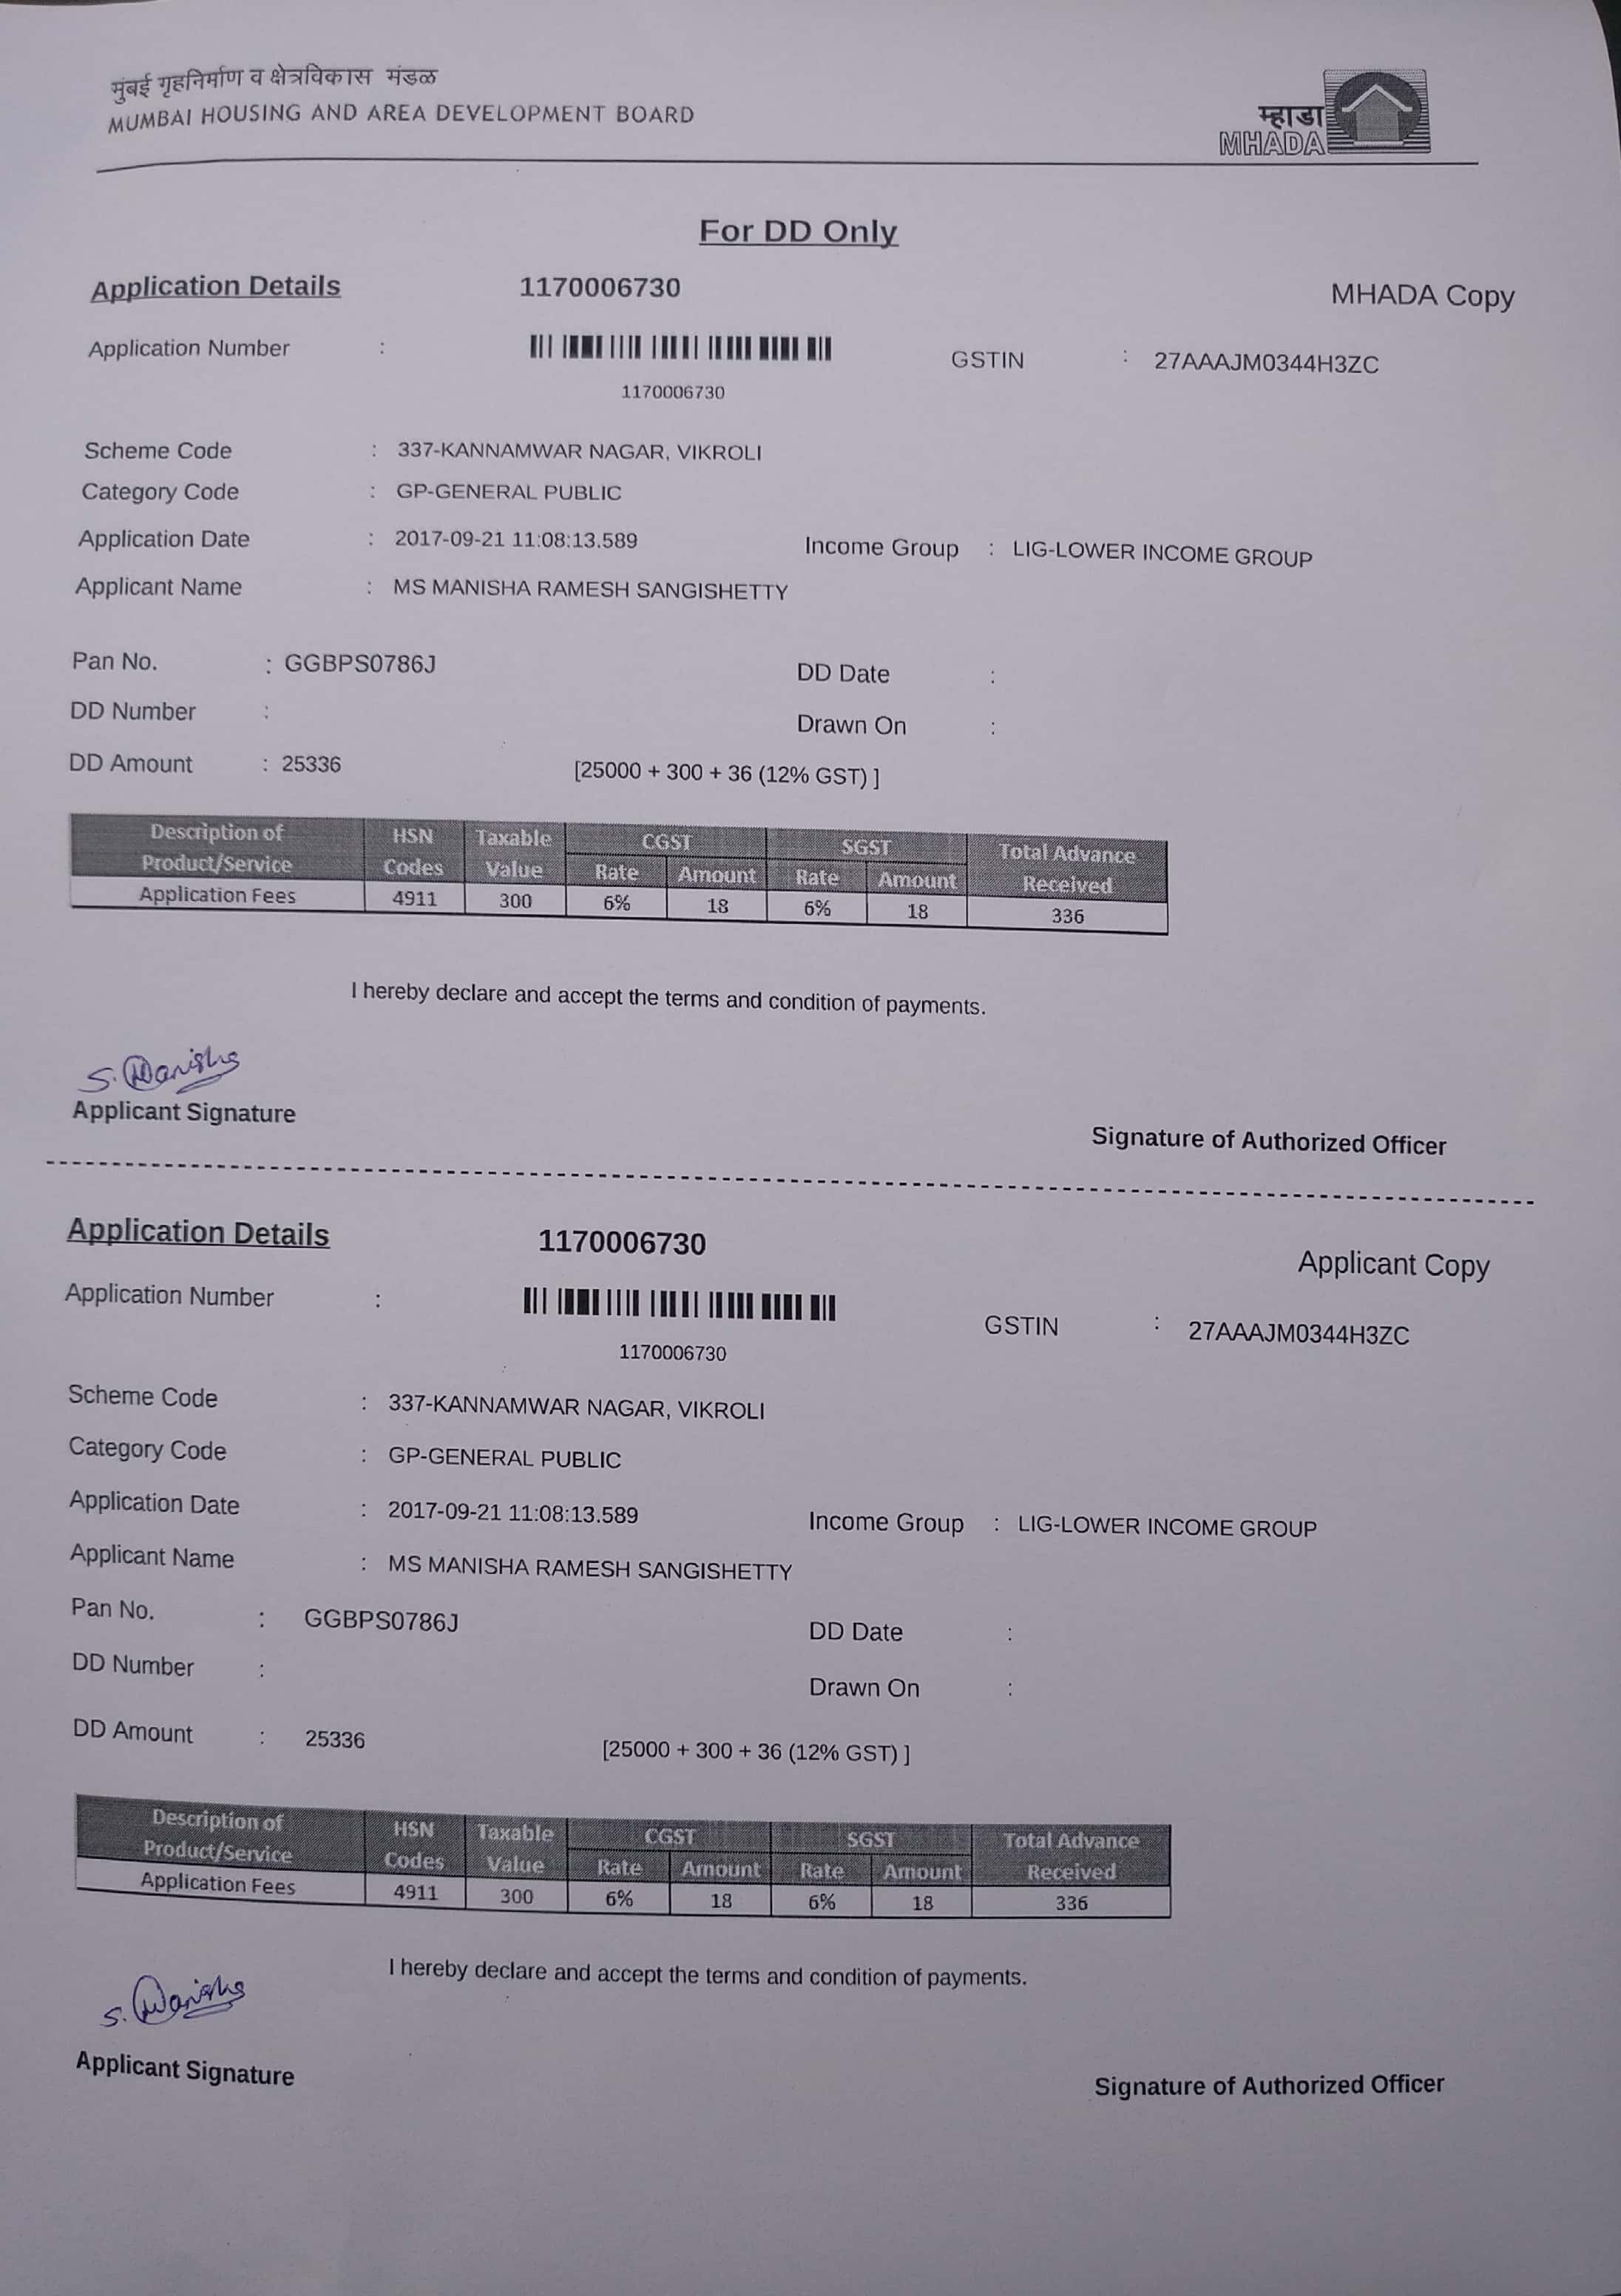 मुंबई गृहनिर्माण व क्षेत्रविकास मंडळ
MUMBAI HOUSING AND AREA DEVELOPMENT BOARD
म्हाडा
MHADA
For DD Only
Application Details 1170006730 MHADA Copy
Application Number :
GSTIN : 27AAAJM0344H3ZC
1170006730
Scheme Code : 337-KANNAMWAR NAGAR, VIKROLI
Category Code : GP-GENERAL PUBLIC
Application Date : 2017-09-21 11:08:13.589 Income Group : LIG-LOWER INCOME GROUP
Applicant Name : MS MANISHA RAMESH SANGISHETTY
Pan No. : GGBPS0786J DD Date :
DD Number : Drawn On :
DD Amount : 25336 [25000 + 300 + 36 (12% GST) ]
Description of Product/Service HSN Codes Taxable Value CGST SGST Total Advance Received
Rate Amount Rate Amount
Application Fees 4911 300 6% 18 6% 18 336
I hereby declare and accept the terms and condition of payments.
S. Manisha
Applicant Signature Signature of Authorized Officer
Application Details 1170006730 Applicant Copy
Application Number :
GSTIN : 27AAAJM0344H3ZC
1170006730
Scheme Code : 337-KANNAMWAR NAGAR, VIKROLI
Category Code : GP-GENERAL PUBLIC
Application Date : 2017-09-21 11:08:13.589 Income Group : LIG-LOWER INCOME GROUP
Applicant Name : MS MANISHA RAMESH SANGISHETTY
Pan No. : GGBPS0786J DD Date :
DD Number : Drawn On :
DD Amount : 25336 [25000 + 300 + 36 (12% GST) ]
Description of Product/Service HSN Codes Taxable Value CGST SGST Total Advance Received
Rate Amount Rate Amount
Application Fees 4911 300 6% 18 6% 18 336
I hereby declare and accept the terms and condition of payments.
S. Manisha
Applicant Signature Signature of Authorized Officer